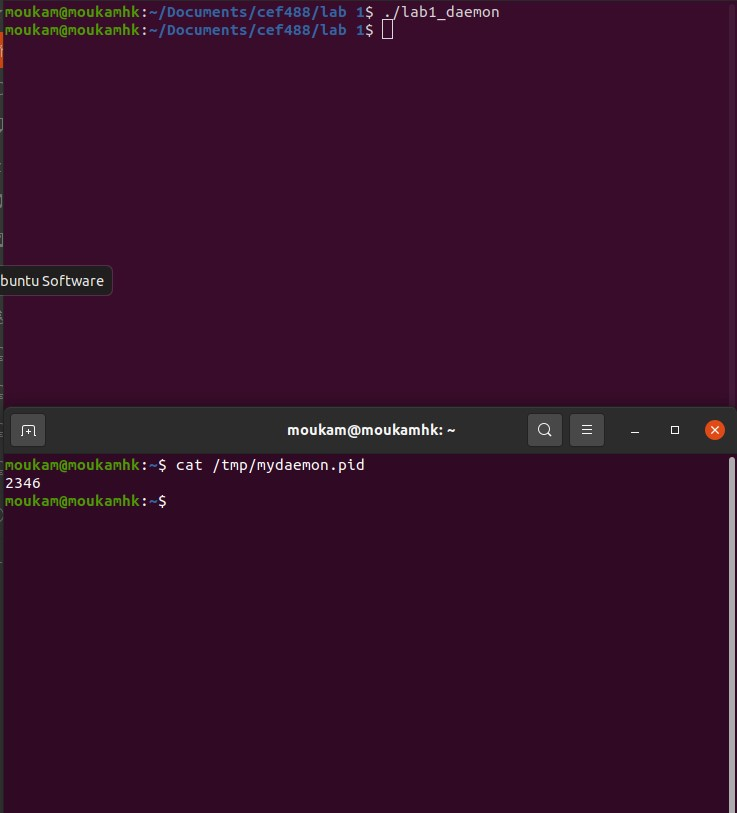 moukam@moukamhk:~/Documents/cef488/lab 1$ ./lab1_daemon
moukam@moukamhk:~/Documents/cef488/lab 1$
buntu Software
moukam@moukamhk: ~
moukam@moukamhk:~$ cat /tmp/mydaemon.pid
2346
moukam@moukamhk:~$